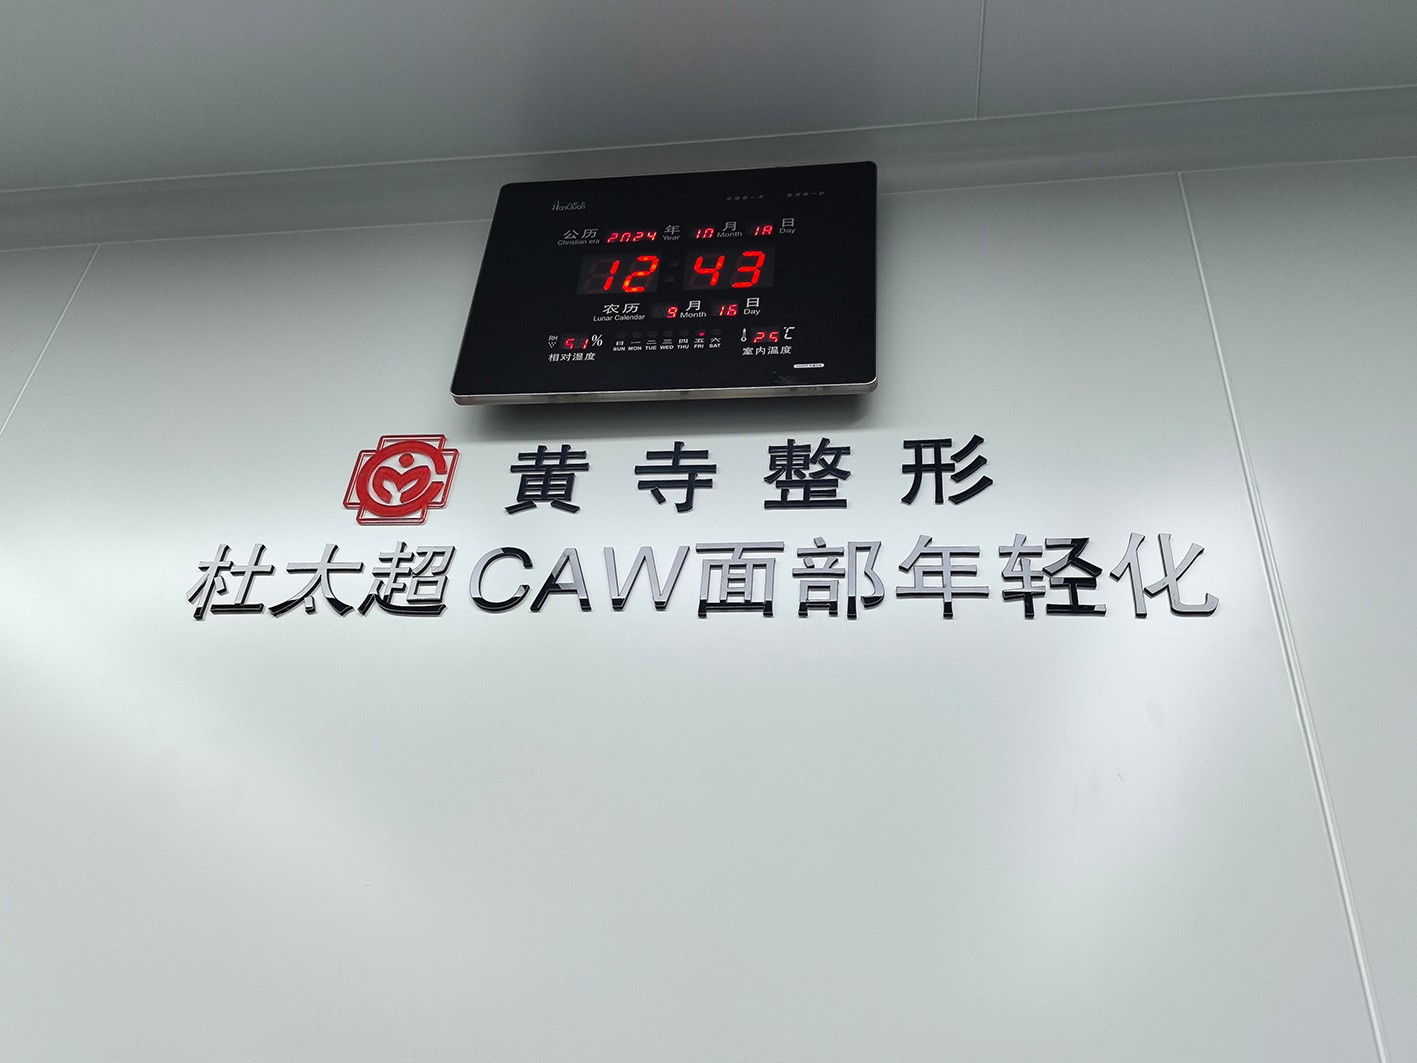 公历 2024 年 10 月 18 日
Christian era Year Month Day
12:43
农历 9 月 16 日
Lunar Calendar Month Day
RH 51% 日 一 二 三 四 五 六 25℃
SUN MON TUE WED THU FRI SAT
相对湿度 室内温度
黄寺整形
杜太超CAW面部年轻化